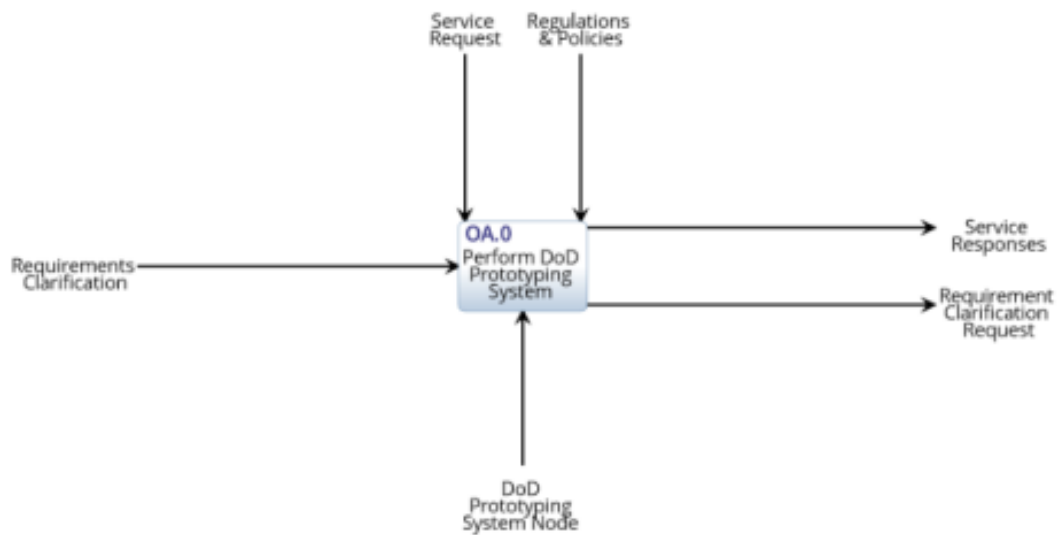 Service
Request
Regulations
& Policies
OA.0
Perform DoD
Prototyping
System
Requirements
Clarification
Service
Responses
Requirement
Clarification
Request
DoD
Prototyping
System Node